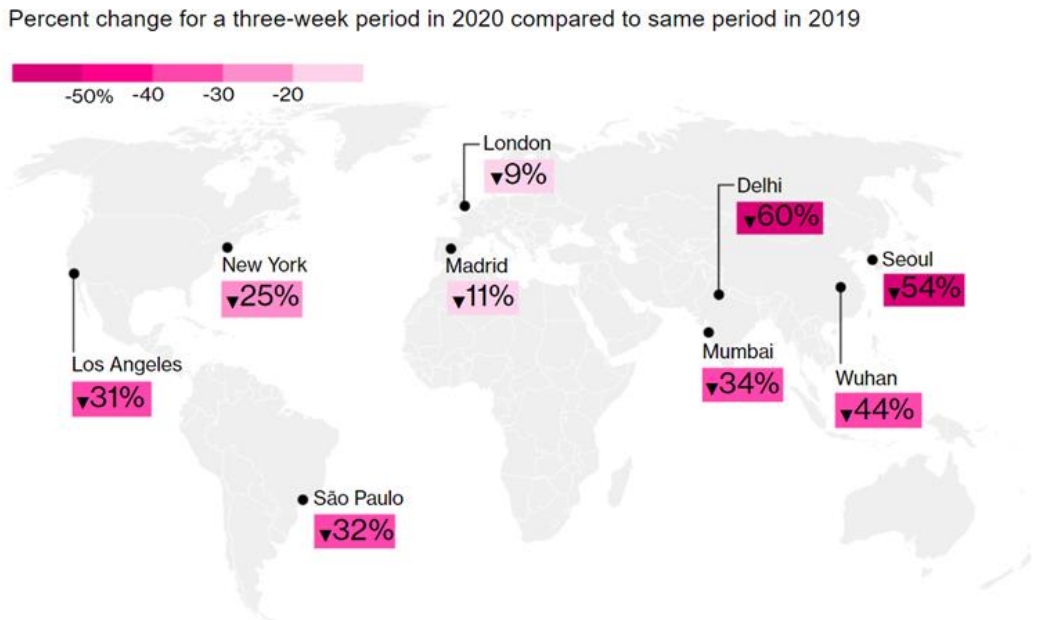 Percent change for a three-week period in 2020 compared to same period in 2019
-50% -40 -30 -20
London
▼9%
Delhi
▼60%
New York
▼25%
Madrid
▼11%
Seoul
▼54%
Los Angeles
▼31%
Mumbai
▼34%
Wuhan
▼44%
São Paulo
▼32%